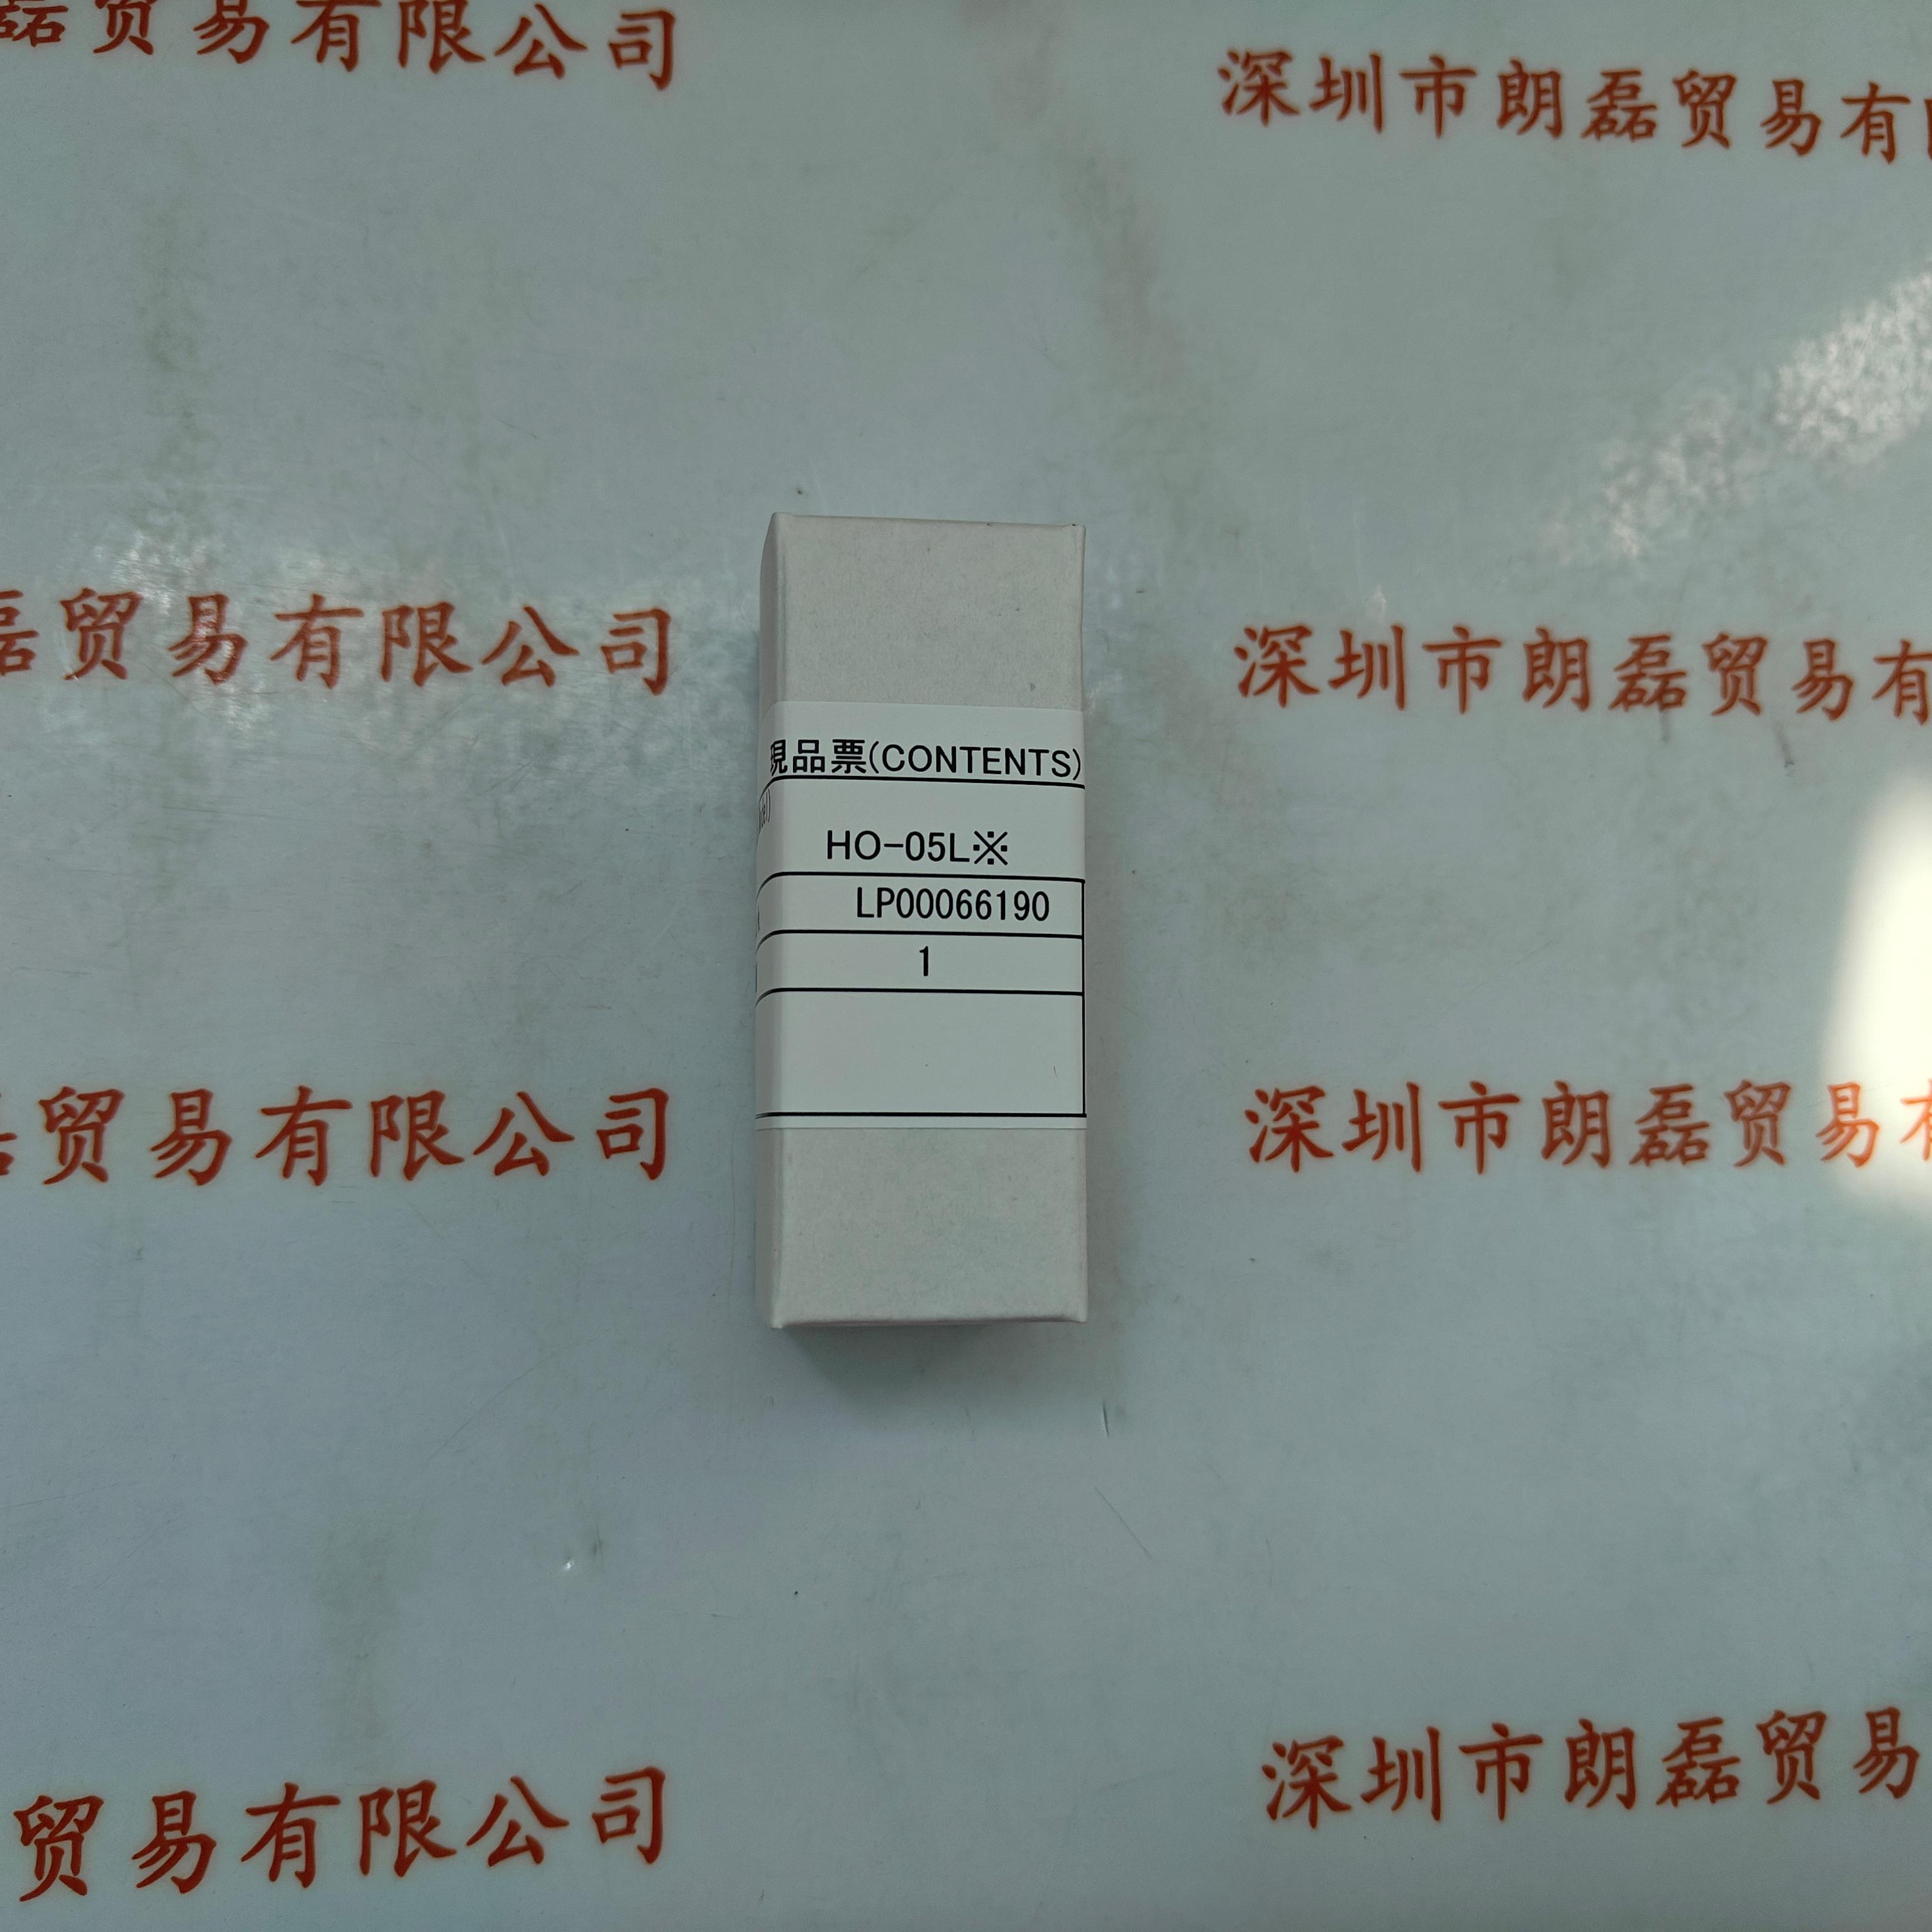 磊贸易有限公司
深圳市朗磊贸易有
磊贸易有限公司
深圳市朗磊贸易有
現品票(CONTENTS)
HO-05L※
LP00066190
1
磊贸易有限公司
深圳市朗磊贸易有
贸易有限公司
深圳市朗磊贸易